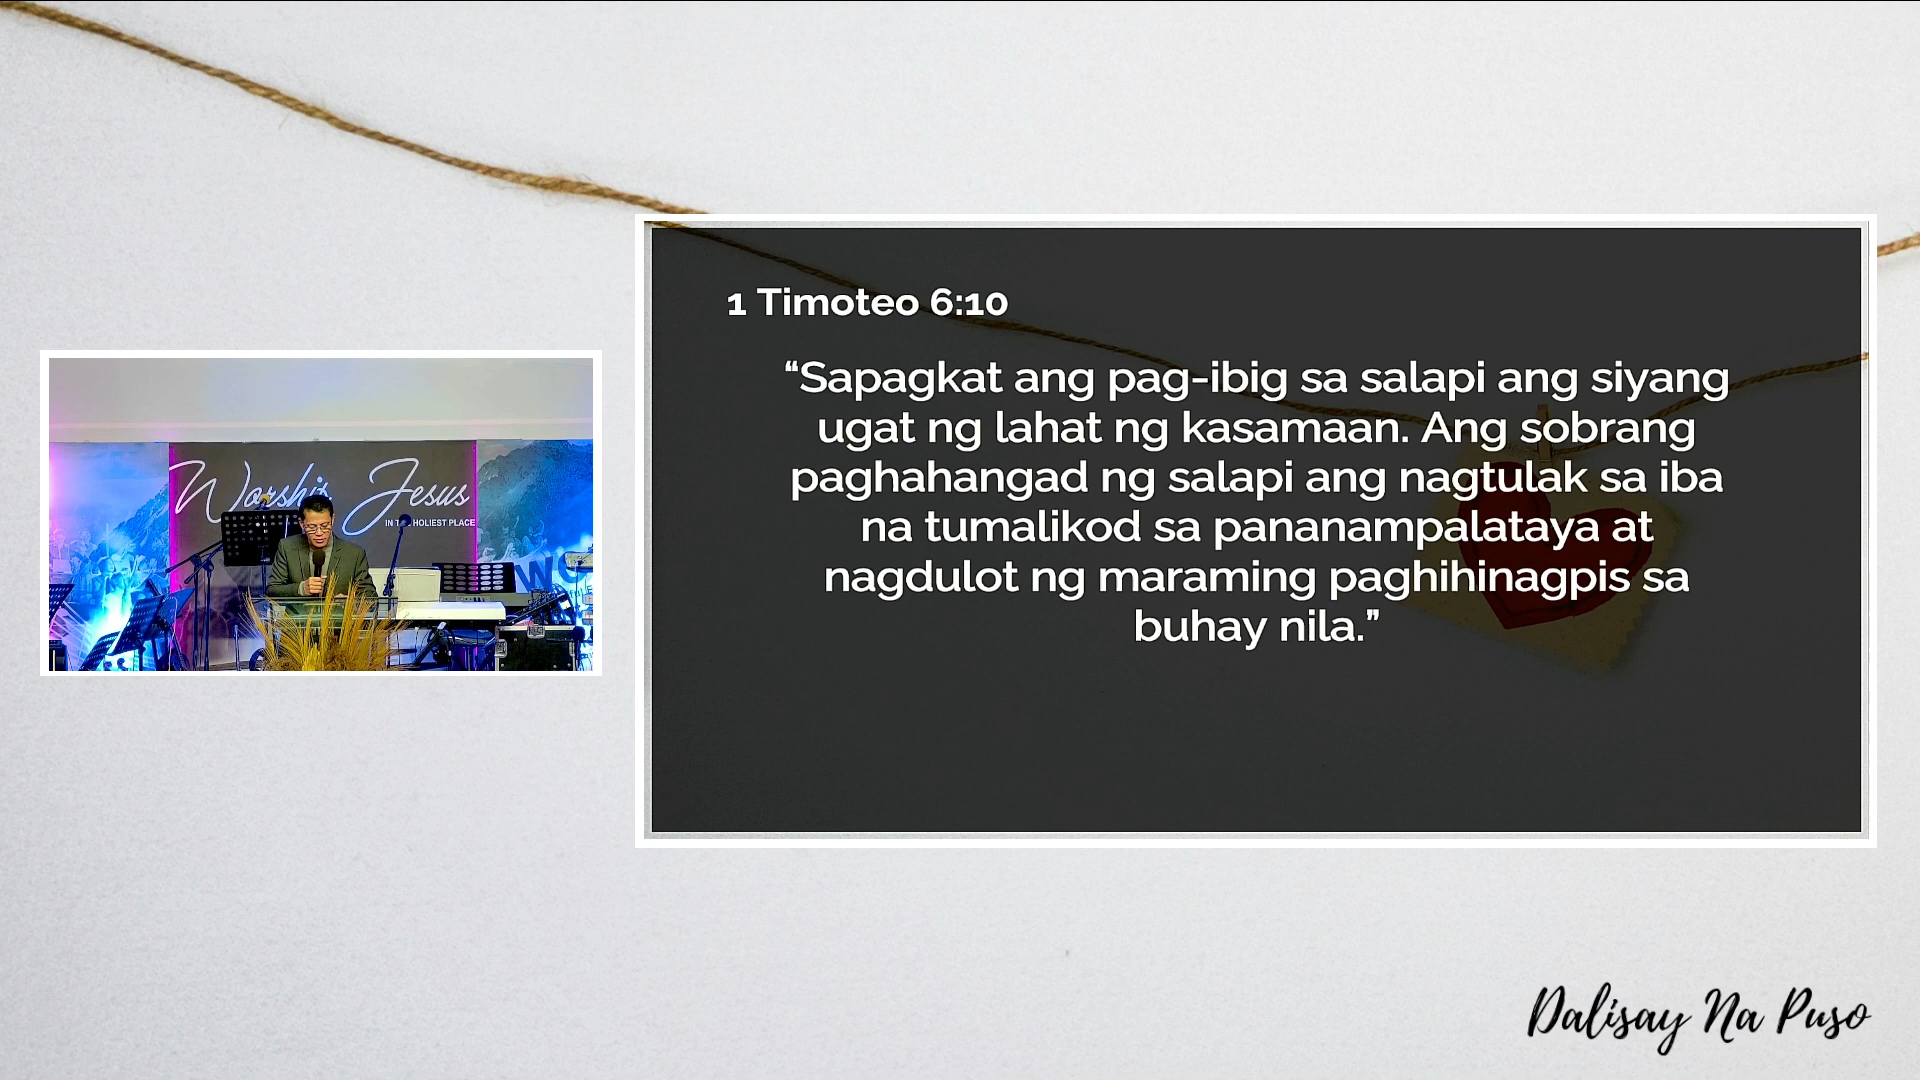 1 Timoteo 6:10
“Sapagkat ang pag-ibig sa salapi ang siyang
ugat ng lahat ng kasamaan. Ang sobrang
paghahangad ng salapi ang nagtulak sa iba
na tumalikod sa pananampalataya at
nagdulot ng maraming paghihinagpis sa
buhay nila.”
Worship Jesus
HOLIEST PLACE
Dalisay Na Puso